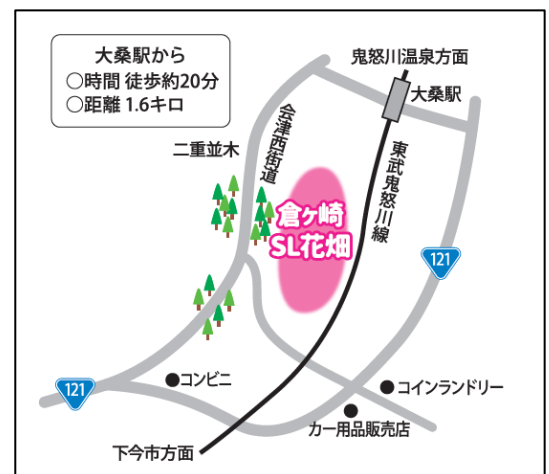 大桑駅から
○時間 徒歩約20分
○距離 1.6キロ
鬼怒川温泉方面
大桑駅
会津西街道
二重並木
東武鬼怒川線
倉ヶ崎
SL花畑
121
121
コンビニ
コインランドリー
カー用品販売店
下今市方面